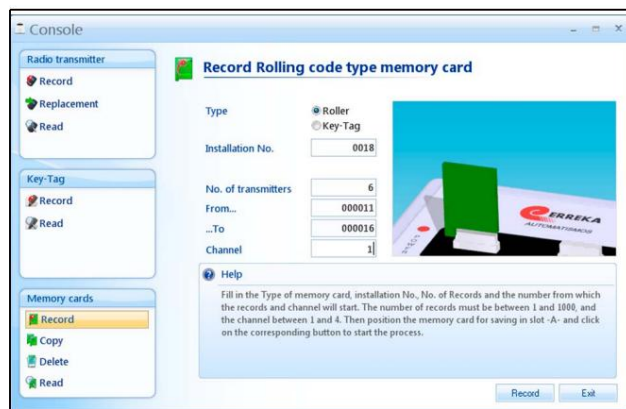 Console
Radio transmitter
Record
Replacement
Read
Key-Tag
Record
Read
Memory cards
Record
Copy
Delete
Read
Record Rolling code type memory card
Type
Roller
Key-Tag
Installation No.
0018
No. of transmitters
6
From...
000011
...To
000016
Channel
1
ERREKA
AUTOMATISMOS
Help
Fill in the Type of memory card, installation No., No. of Records and the number from which
the records and channel will start. The number of records must be between 1 and 1000, and
the channel between 1 and 4. Then position the memory card for saving in slot -A- and click
on the corresponding button to start the process.
Record
Exit